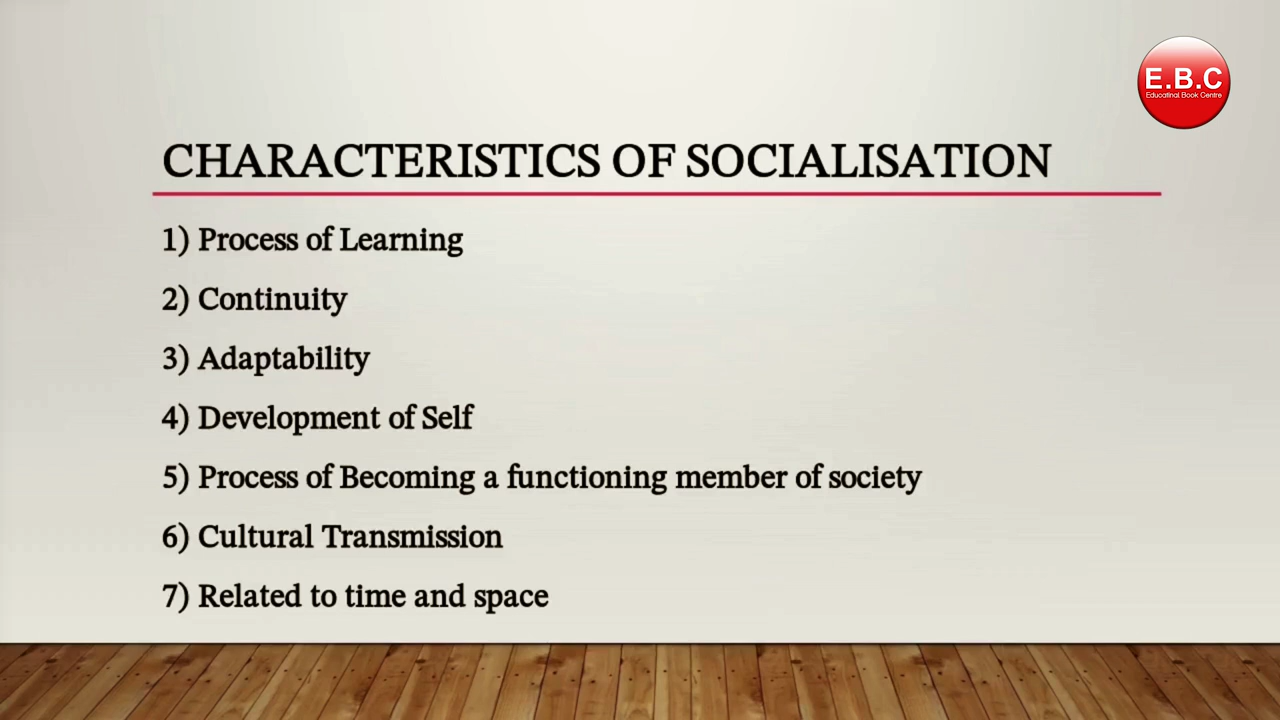 E.B.C
Educatinal Book Centre
CHARACTERISTICS OF SOCIALISATION
1) Process of Learning
2) Continuity
3) Adaptability
4) Development of Self
5) Process of Becoming a functioning member of society
6) Cultural Transmission
7) Related to time and space